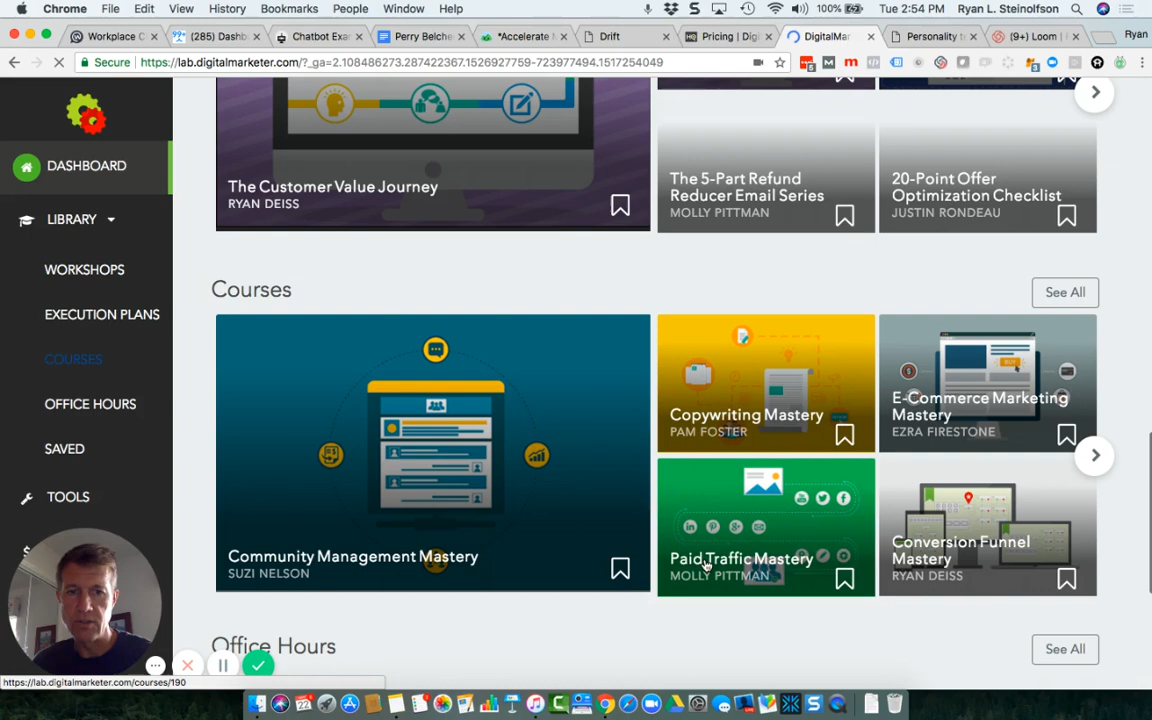 Chrome File Edit View History Bookmarks People Window Help 100% Tue 2:54 PM Ryan L. Steinolfson
Workplace C 99+ (285) Dashb Chatbot Exa Perry Belche *Accelerate M Drift Pricing | Digi DigitalMar Personality t (9+) Loom | Ryan
Secure https://lab.digitalmarketer.com/?_ga=2.108486273.287422367.1526927759-723977494.1517254049
DASHBOARD
LIBRARY
WORKSHOPS
EXECUTION PLANS
COURSES
OFFICE HOURS
SAVED
TOOLS
The Customer Value Journey
RYAN DEISS
The 5-Part Refund
Reducer Email Series
MOLLY PITTMAN
20-Point Offer
Optimization Checklist
JUSTIN RONDEAU
Courses
See All
Community Management Mastery
SUZI NELSON
Copywriting Mastery
PAM FOSTER
BUY
E-Commerce Marketing
Mastery
EZRA FIRESTONE
Paid Traffic Mastery
MOLLY PITTMAN
Conversion Funnel
Mastery
RYAN DEISS
Office Hours
See All
https://lab.digitalmarketer.com/courses/190